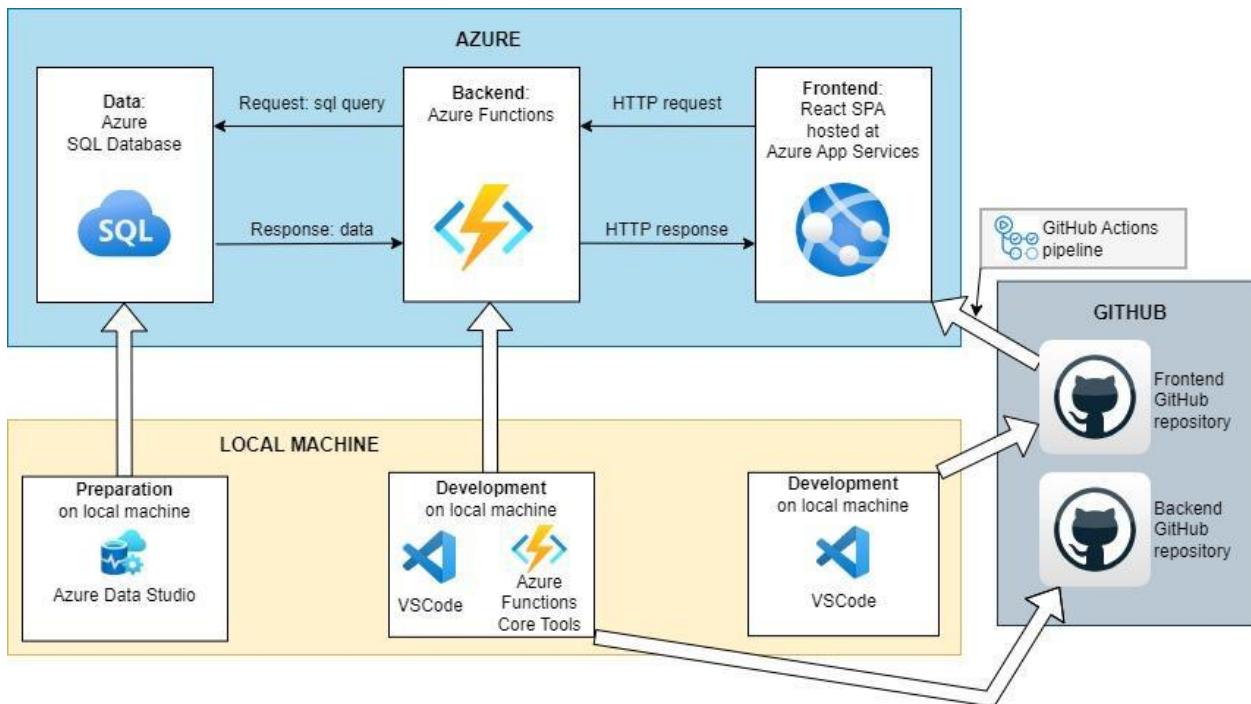 AZURE
Data:
Azure
SQL Database
SQL
Request: sql query
Response: data
Backend:
Azure Functions
HTTP request
HTTP response
Frontend:
React SPA
hosted at
Azure App Services
GitHub Actions
pipeline
GITHUB
Frontend
GitHub
repository
Backend
GitHub
repository
LOCAL MACHINE
Preparation
on local machine
Azure Data Studio
Development
on local machine
VSCode
Azure
Functions
Core Tools
Development
on local machine
VSCode